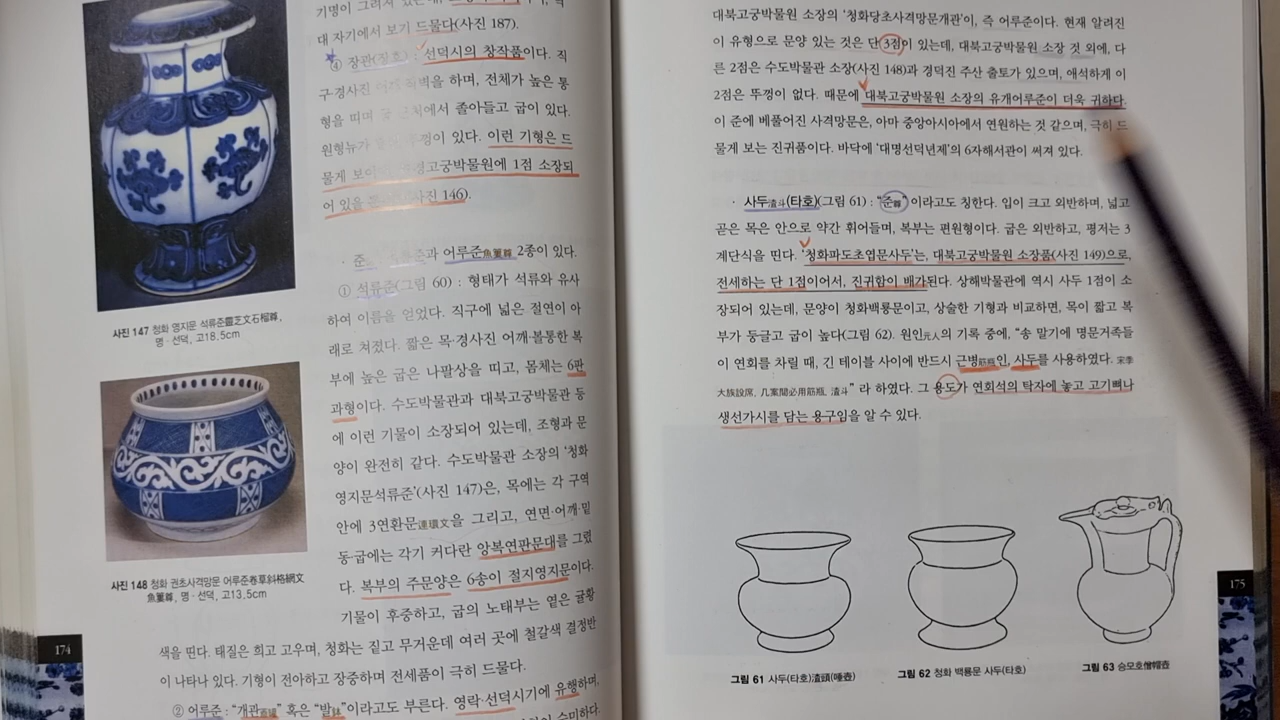 대 자기에서 보기 드물다(사진 187).
④ 장관(장호) : 선덕시의 창작품이다. 직
구·경사진 벽을 하며, 전체가 높은 통
형을 띠며 에서 졸아들고 굽이 있다.
원형뉴가 뚜껑이 있다. 이런 기형은 드
물게 북경고궁박물원에 1점 소장되
어 있을 사진 146).
· 준 과 어루준魚簍尊 2종이 있다.
① 석류준(그림 60) : 형태가 석류와 유사
하여 이름을 얻었다. 직구에 넓은 절연이 아
래로 쳐졌다. 짧은 목·경사진 어깨·볼통한 복
부에 높은 굽은 나팔상을 띠고, 몸체는 6판
과형이다. 수도박물관과 대북고궁박물관 등
에 이런 기물이 소장되어 있는데, 조형과 문
양이 완전히 같다. 수도박물관 소장의 '청화
영지문석류준'(사진 147)은, 목에는 각 구역
안에 3연환문連環文을 그리고, 연면·어깨·밑
동·굽에는 각기 커다란 앙복연판문대를 그렸
다. 복부의 주문양은 6송이 절지영지문이다.
기물이 후중하고, 굽의 노태부는 옅은 귤황
색을 띤다. 태질은 희고 고우며, 청화는 짙고 무거운데 여러 곳에 철갈색 결정반
이 나타나 있다. 기형이 전아하고 장중하며 전세품이 극히 드물다.
② 어루준 : "개관蓋罐" 혹은 "발鉢"이라고도 부른다. 영락·선덕시기에 유행하며,
사진 147 청화 영지문 석류준靈芝文石榴尊,
명·선덕, 고18.5cm
사진 148 청화 권초사격망문 어루준卷草斜格網文
魚簍尊, 명·선덕, 고13.5cm
174
대북고궁박물원 소장의 '청화당초사격망문개관'이, 즉 어루준이다. 현재 알려진
이 유형으로 문양 있는 것은 단 3점이 있는데, 대북고궁박물원 소장 것 외에, 다
른 2점은 수도박물관 소장(사진 148)과 경덕진 주산 출토가 있으며, 애석하게 이
2점은 뚜껑이 없다. 때문에 대북고궁박물원 소장의 유개어루준이 더욱 귀하다.
이 준에 베풀어진 사격망문은, 아마 중앙아시아에서 연원하는 것 같으며, 극히 드
물게 보는 진귀품이다. 바닥에 '대명선덕년제'의 6자해서관이 써져 있다.
· 사두渣斗(타호)(그림 61) : "준尊"이라고도 칭한다. 입이 크고 외반하며, 넓고
곧은 목은 안으로 약간 휘어들며, 복부는 편원형이다. 굽은 외반하고, 평저는 3
계단식을 띤다. '청화파도초엽문사두'는, 대북고궁박물원 소장품(사진 149)으로,
전세하는 단 1점이어서, 진귀함이 배가된다. 상해박물관에 역시 사두 1점이 소
장되어 있는데, 문양이 청화백룡문이고, 상술한 기형과 비교하면, 목이 짧고 복
부가 둥글고 굽이 높다(그림 62). 원인元人의 기록 중에, "송 말기에 명문거족들
이 연회를 차릴 때, 긴 테이블 사이에 반드시 근병筋甁인, 사두를 사용하였다. 宋季
大族設席, 几案間必用筋瓶, 渣斗" 라 하였다. 그 용도가 연회석의 탁자에 놓고 고기뼈나
생선가시를 담는 용구임을 알 수 있다.
그림 61 사두(타호)渣頭(唾壺)
그림 62 청화 백룡문 사두(타호)
그림 63 승모호僧帽壺
175